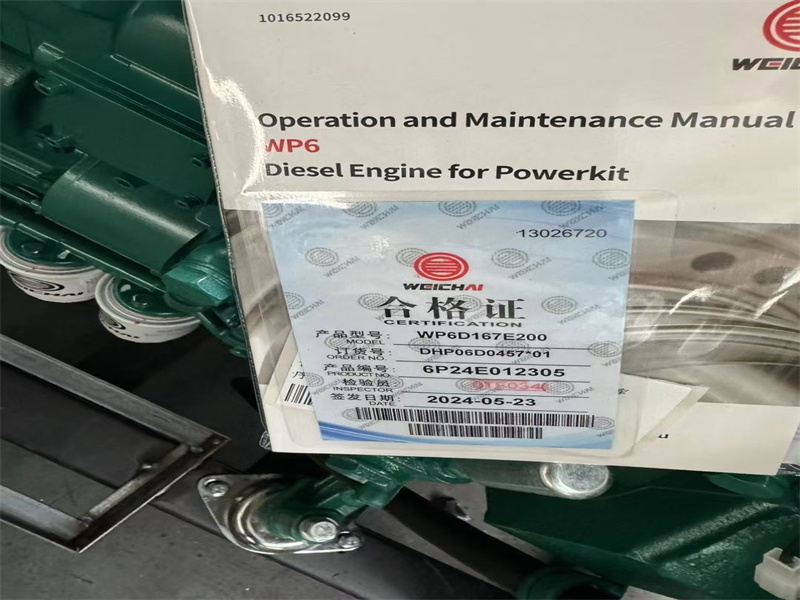 1016522099
WEICHAI
Operation and Maintenance Manual
WP6
Diesel Engine for Powerkit
13026720
WEICHAI
合格证
CERTIFICATION
产品型号: WP6D167E200
MODEL
订货号: DHP06D0457*01
ORDER NO.
产品编号: 6P24E012305
PRODUCT NO.
检验员
INSPECTOR
签发日期: 2024-05-23
DATE